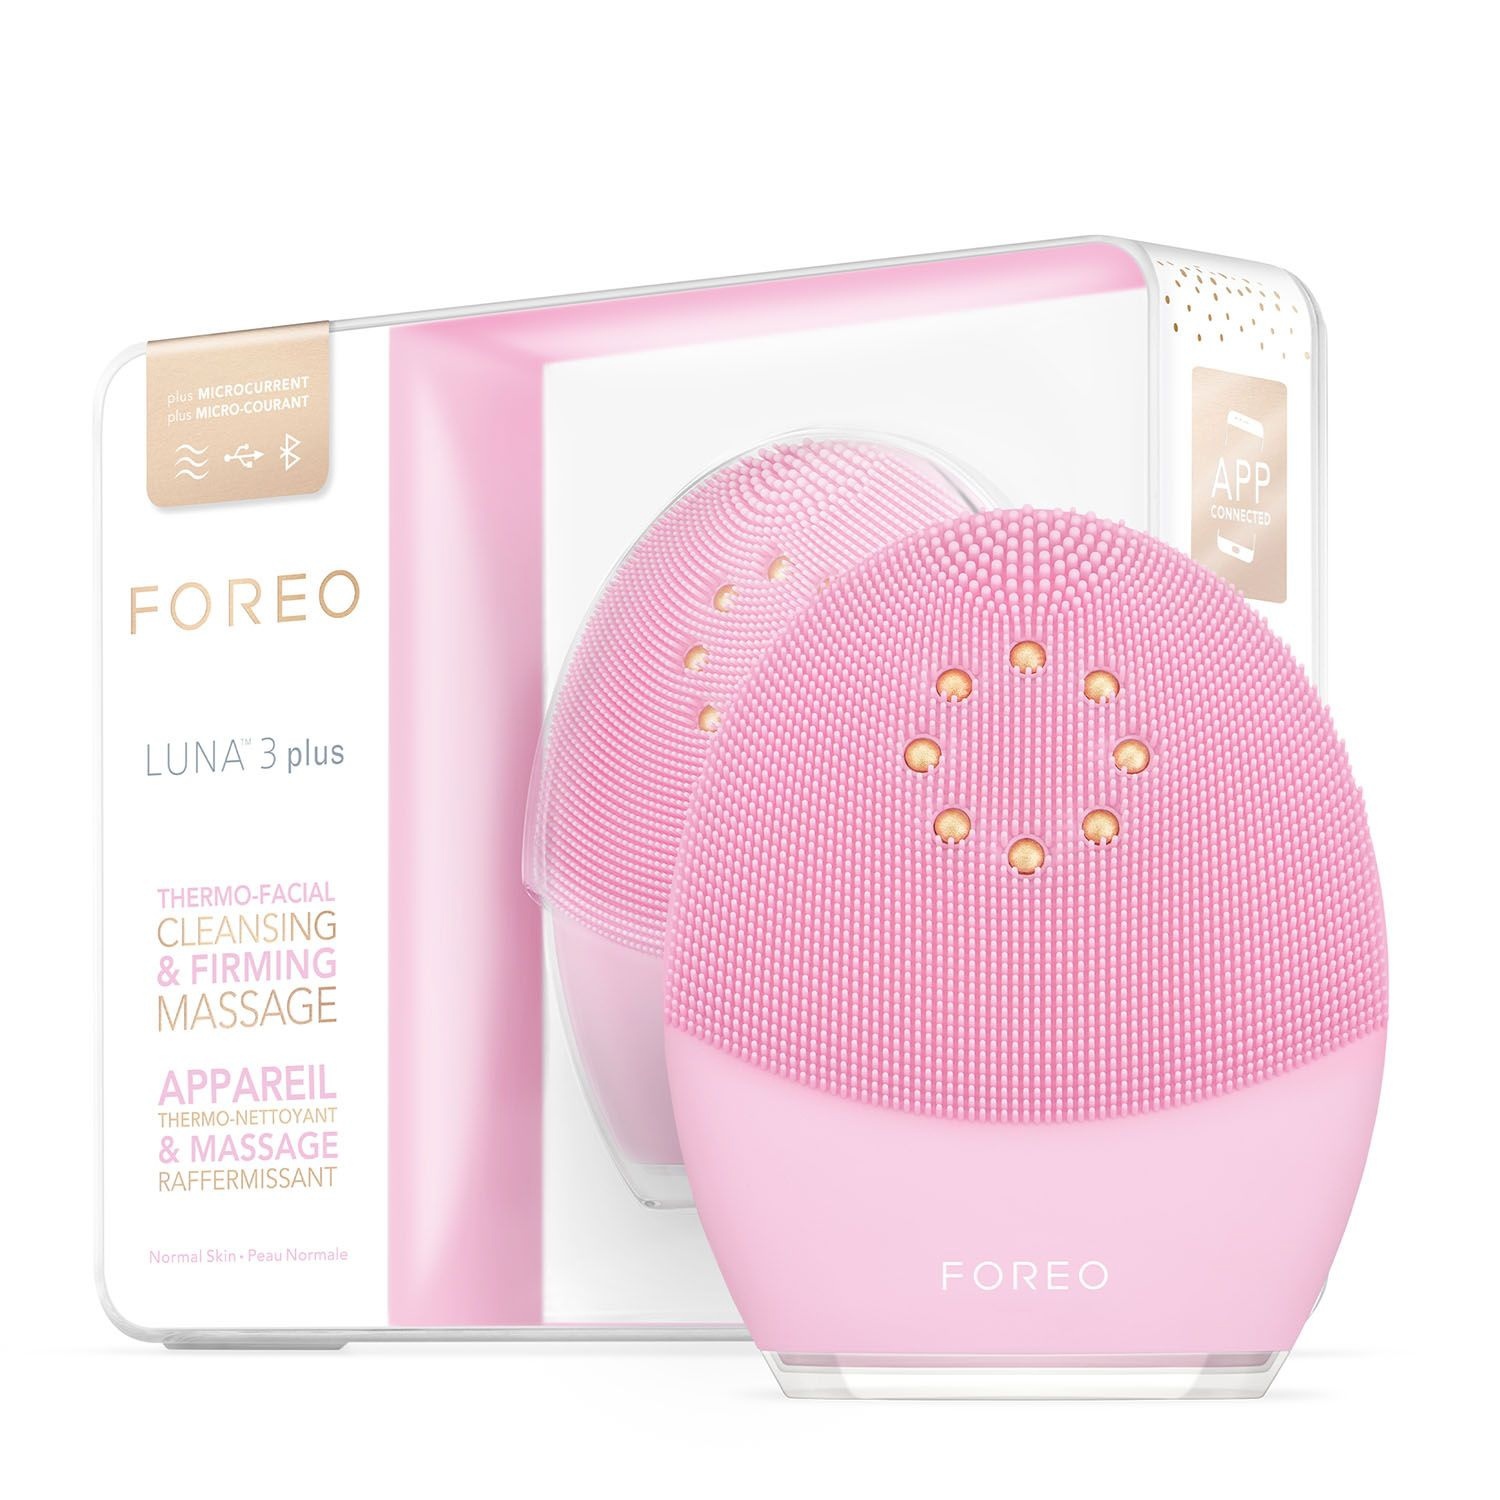 plus MICROCURRENT
plus MICRO-COURANT
FOREO
LUNA™ 3 plus
THERMO-FACIAL
CLEANSING
& FIRMING
MASSAGE
APPAREIL
THERMO-NETTOYANT
& MASSAGE
RAFFERMISSANT
Normal Skin • Peau Normale
APP
CONNECTED
FOREO